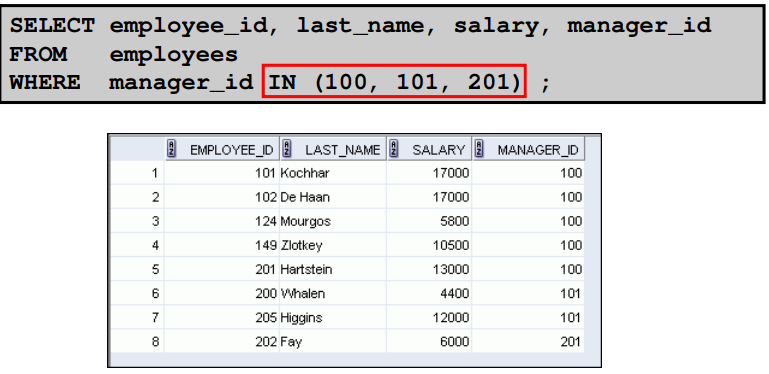 SELECT employee_id, last_name, salary, manager_id
FROM employees
WHERE manager_id IN (100, 101, 201) ;
EMPLOYEE_ID LAST_NAME SALARY MANAGER_ID
1 101 Kochhar 17000 100
2 102 De Haan 17000 100
3 124 Mourgos 5800 100
4 149 Zlotkey 10500 100
5 201 Hartstein 13000 100
6 200 Whalen 4400 101
7 205 Higgins 12000 101
8 202 Fay 6000 201